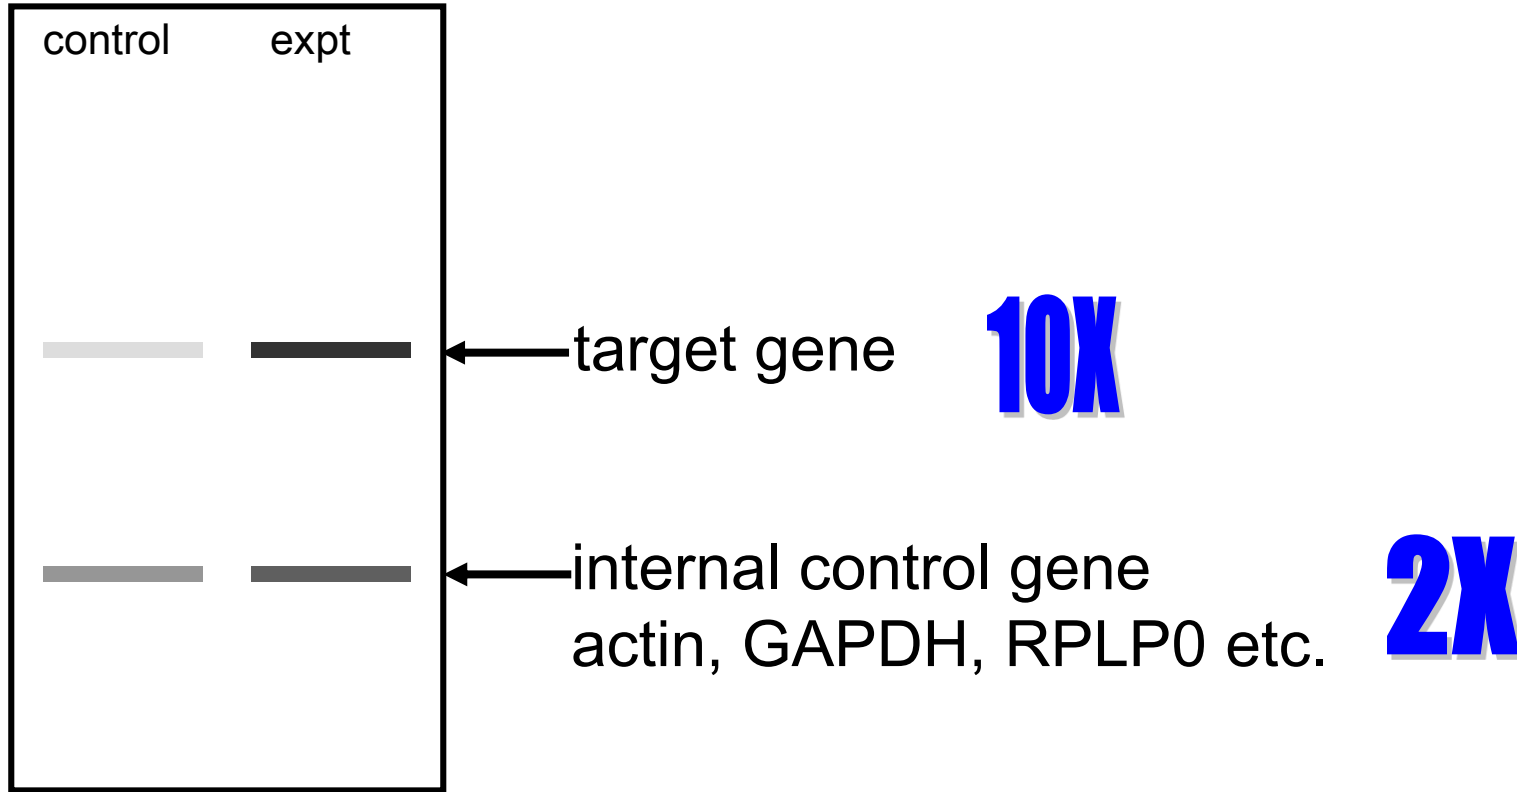 control expt
target gene 10X
internal control gene
actin, GAPDH, RPLP0 etc. 2X